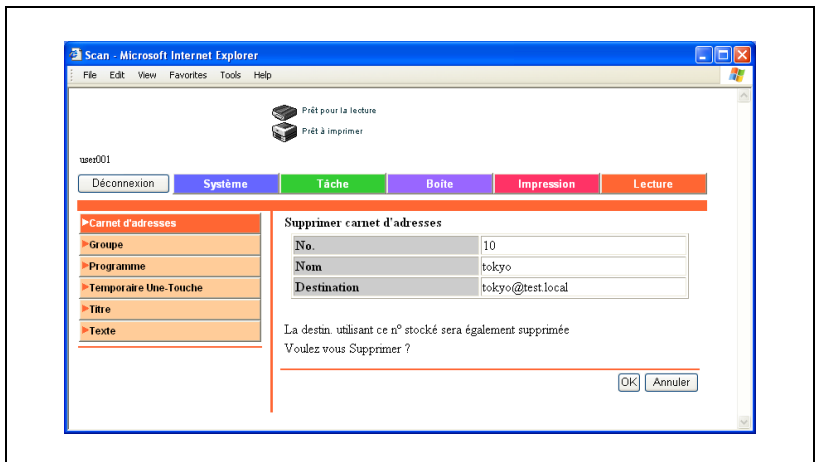 Scan - Microsoft Internet Explorer
File Edit View Favorites Tools Help
Prêt pour la lecture
Prêt à imprimer
user001
Déconnexion Système Tâche Boîte Impression Lecture
Carnet d'adresses
Groupe
Programme
Temporaire Une-Touche
Titre
Texte
Supprimer carnet d'adresses
No. 10
Nom tokyo
Destination tokyo@test.local
La destin. utilisant ce nº stocké sera également supprimée
Voulez vous Supprimer ?
OK Annuler